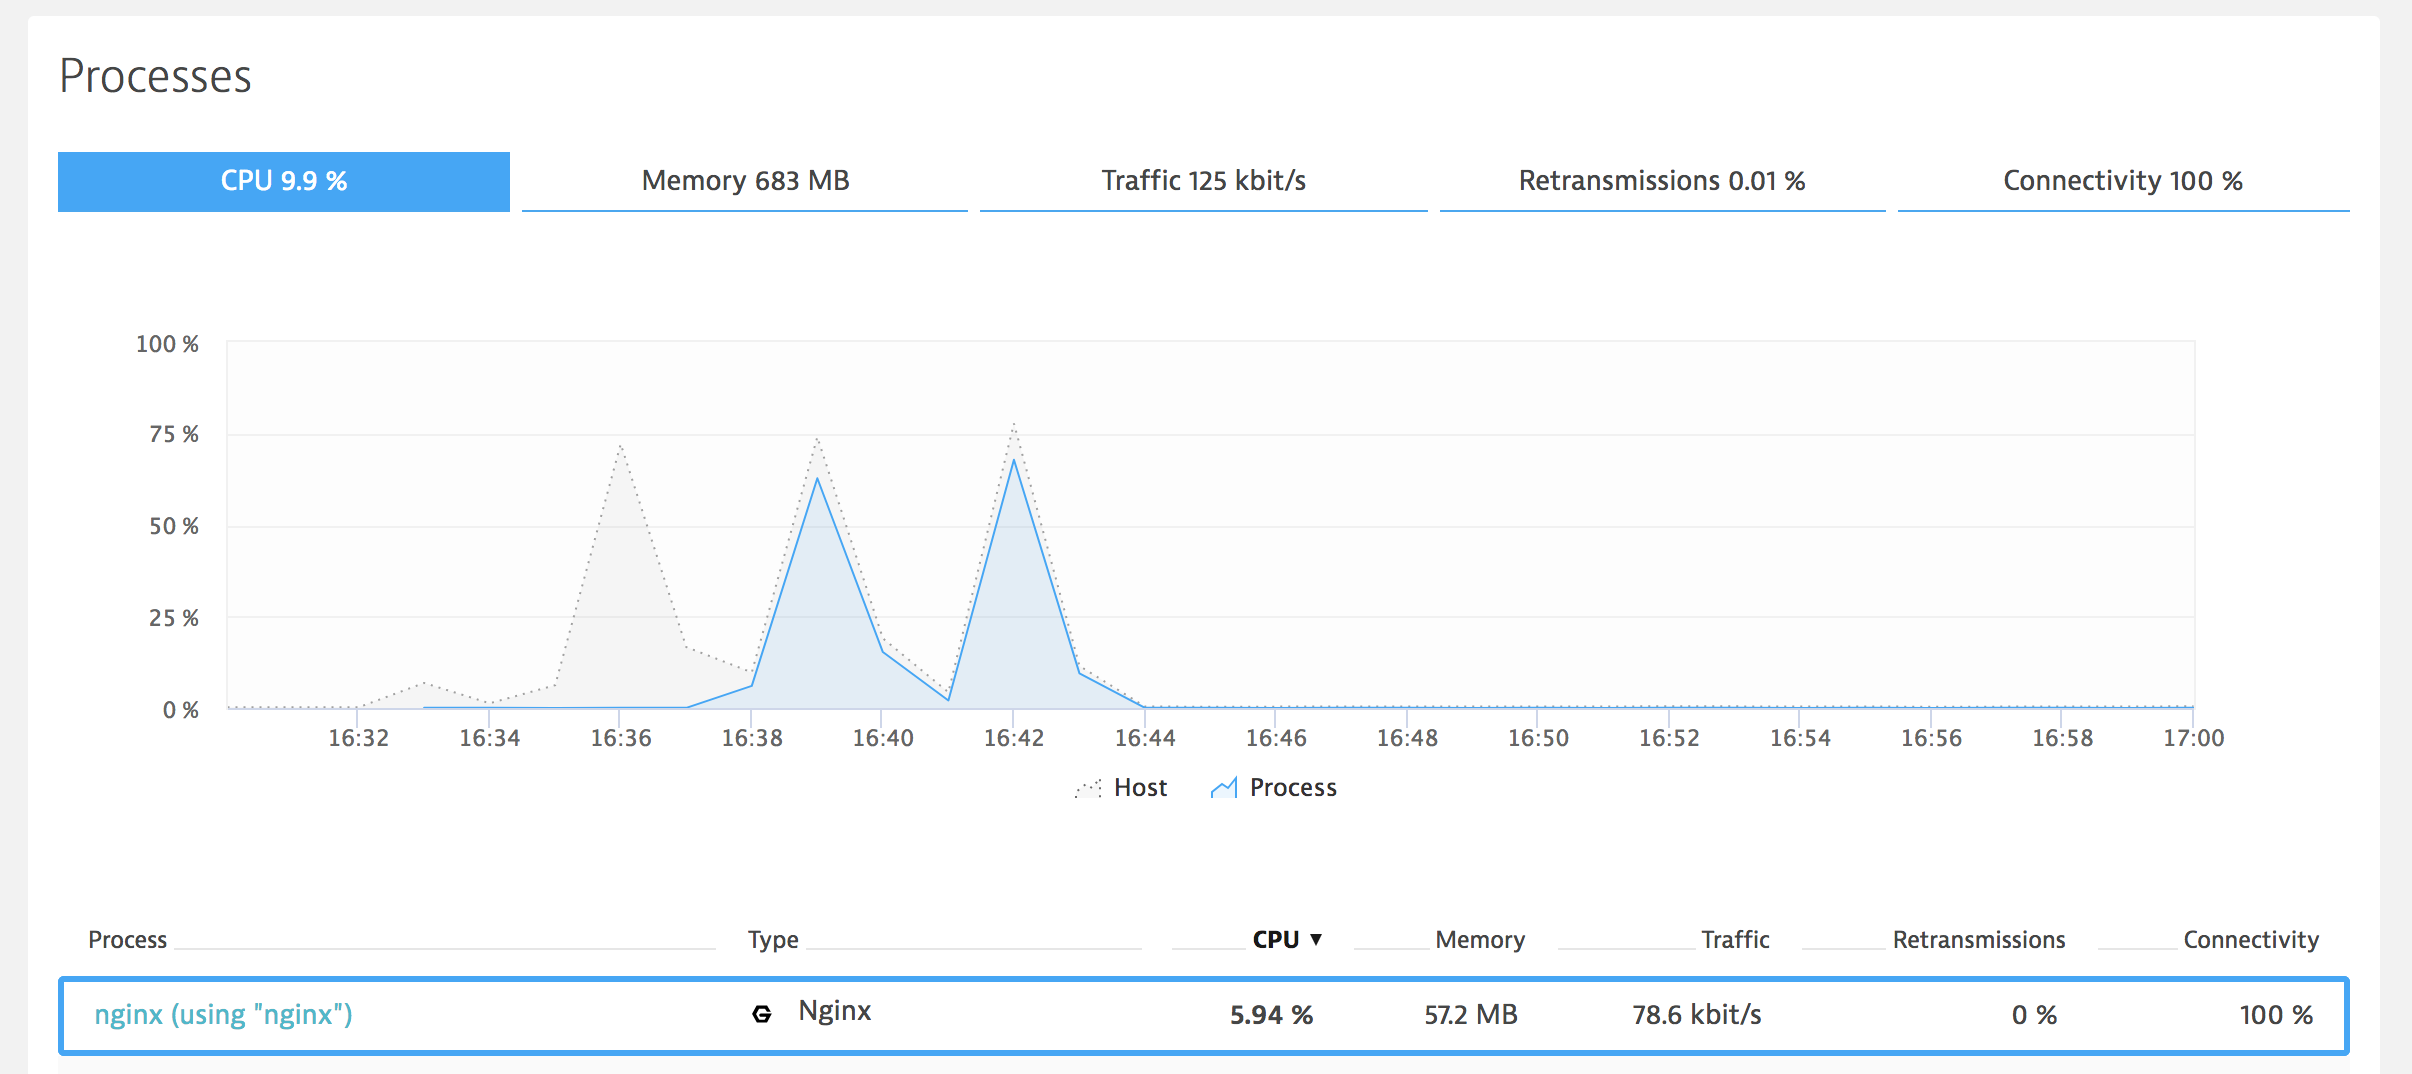 Processes
CPU 9.9 % Memory 683 MB Traffic 125 kbit/s Retransmissions 0.01 % Connectivity 100 %
100 %
75 %
50 %
25 %
0 %
16:32 16:34 16:36 16:38 16:40 16:42 16:44 16:46 16:48 16:50 16:52 16:54 16:56 16:58 17:00
Host Process
Process Type CPU ▼ Memory Traffic Retransmissions Connectivity
nginx (using "nginx") Nginx 5.94 % 57.2 MB 78.6 kbit/s 0 % 100 %